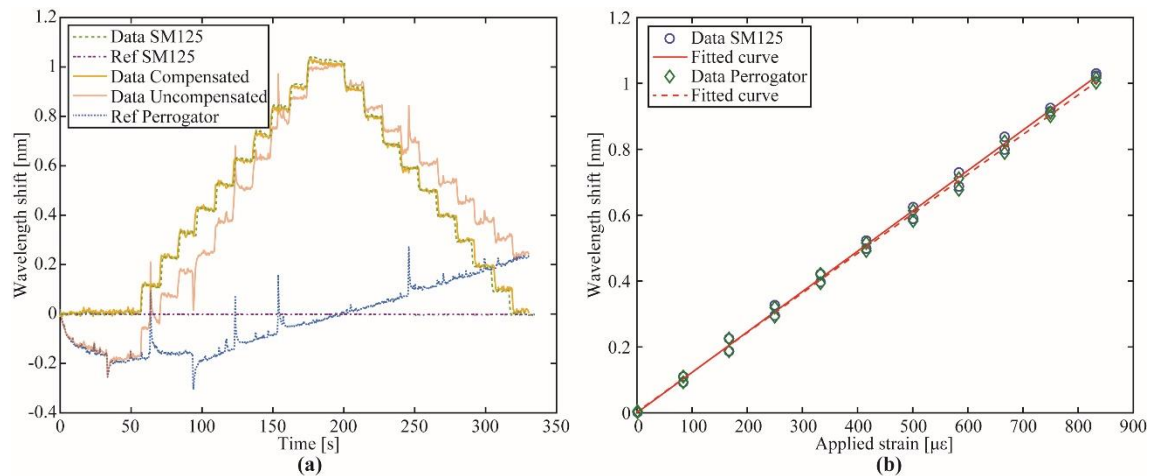 1.2
1
0.8
0.6
0.4
0.2
0
-0.2
-0.4
Wavelength shift [nm]
Data SM125
Ref SM125
Data Compensated
Data Uncompensated
Ref Perrogator
0 50 100 150 200 250 300 350
Time [s]
(a)
1.2
1
0.8
0.6
0.4
0.2
0
Wavelength shift [nm]
Data SM125
Fitted curve
Data Perrogator
Fitted curve
0 100 200 300 400 500 600 700 800 900
Applied strain [με]
(b)